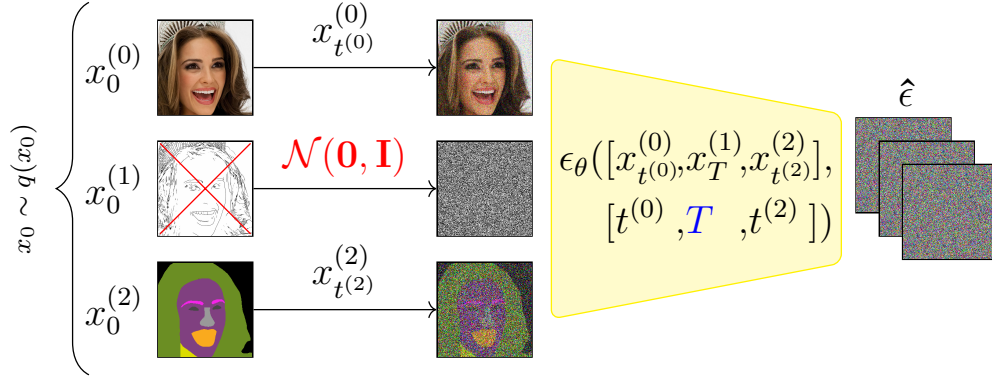 x_0 ∼ q(x_0)
x_0^{(0)}
x_{t^{(0)}}^{(0)}
x_0^{(1)}
𝒩(𝟎, 𝐈)
x_0^{(2)}
x_{t^{(2)}}^{(2)}
ϵ_θ([x_{t^{(0)}}^{(0)},x_T^{(1)},x_{t^{(2)}}^{(2)}],
[t^{(0)} ,T ,t^{(2)} ])
ϵ̂